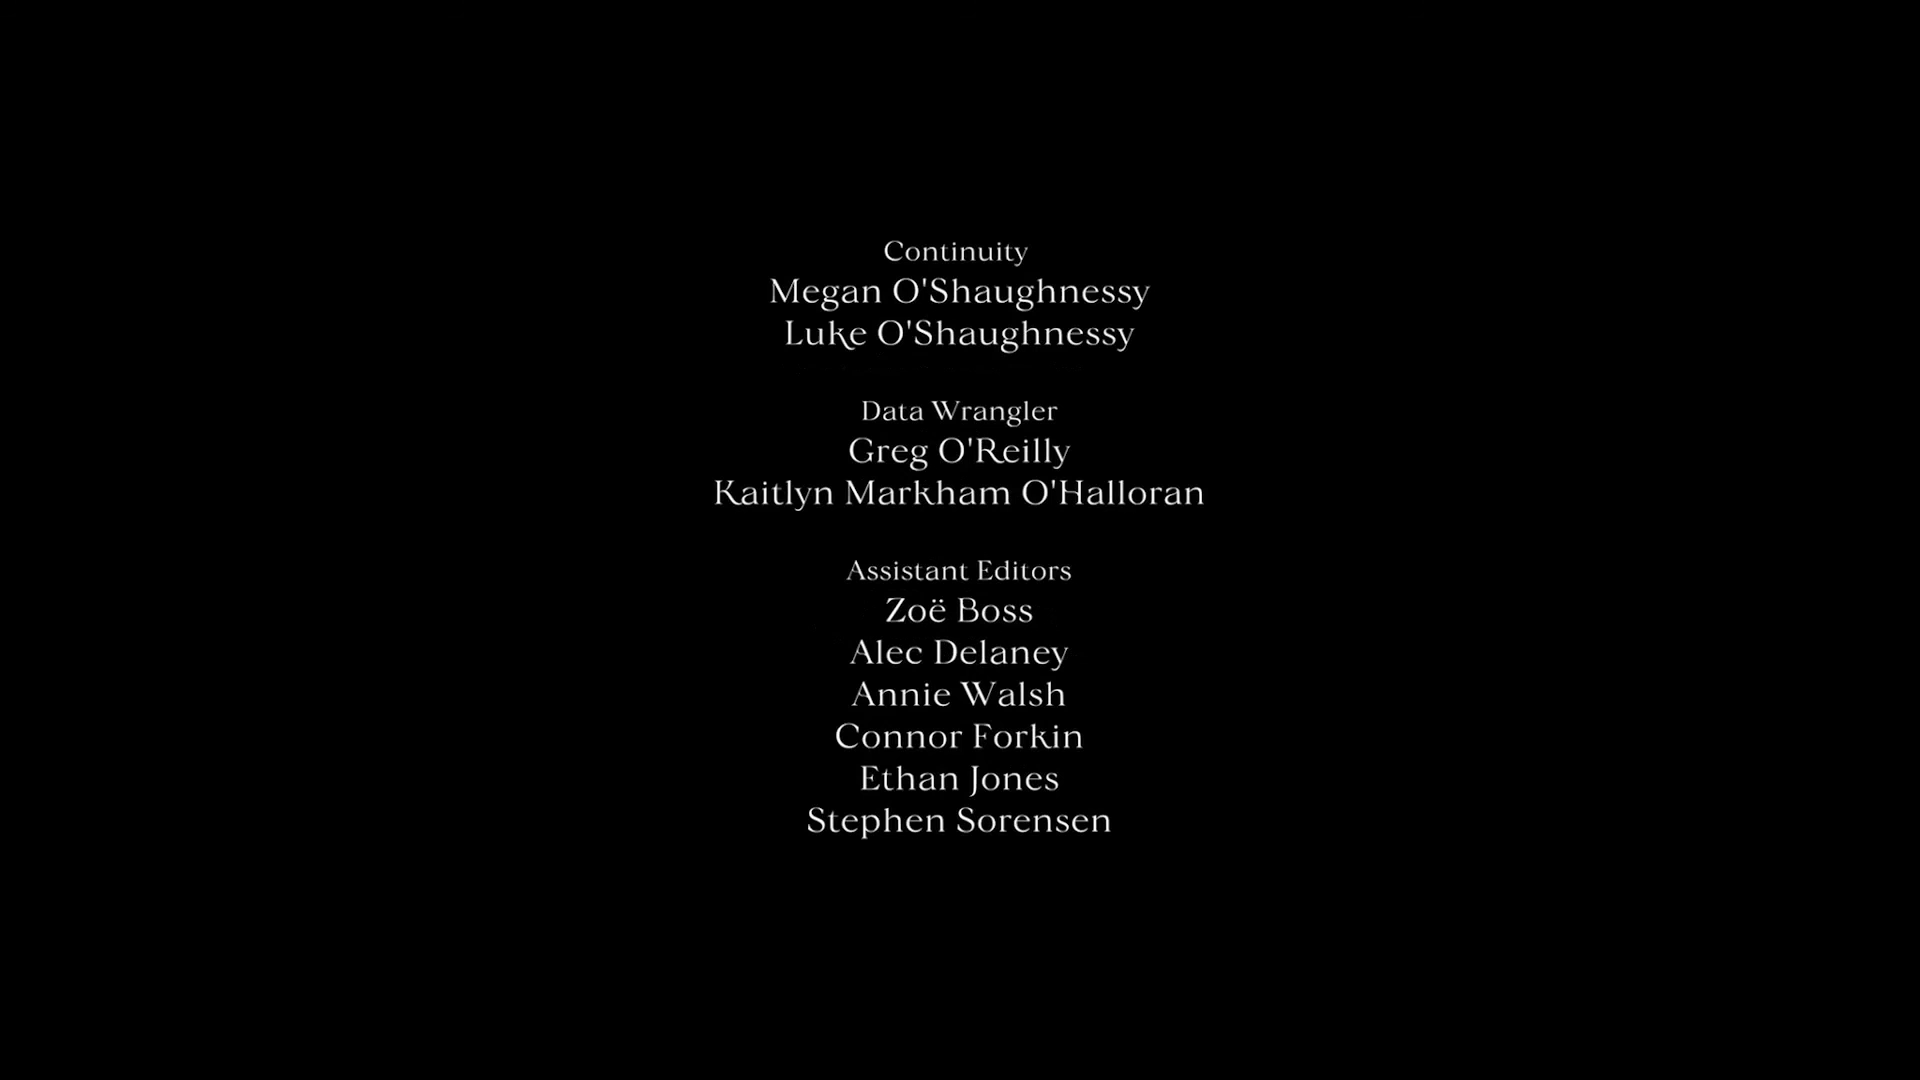 Continuity
Megan O'Shaughnessy
Luke O'Shaughnessy
Data Wrangler
Greg O'Reilly
Kaitlyn Markham O'Halloran
Assistant Editors
Zoë Boss
Alec Delaney
Annie Walsh
Connor Forkin
Ethan Jones
Stephen Sorensen